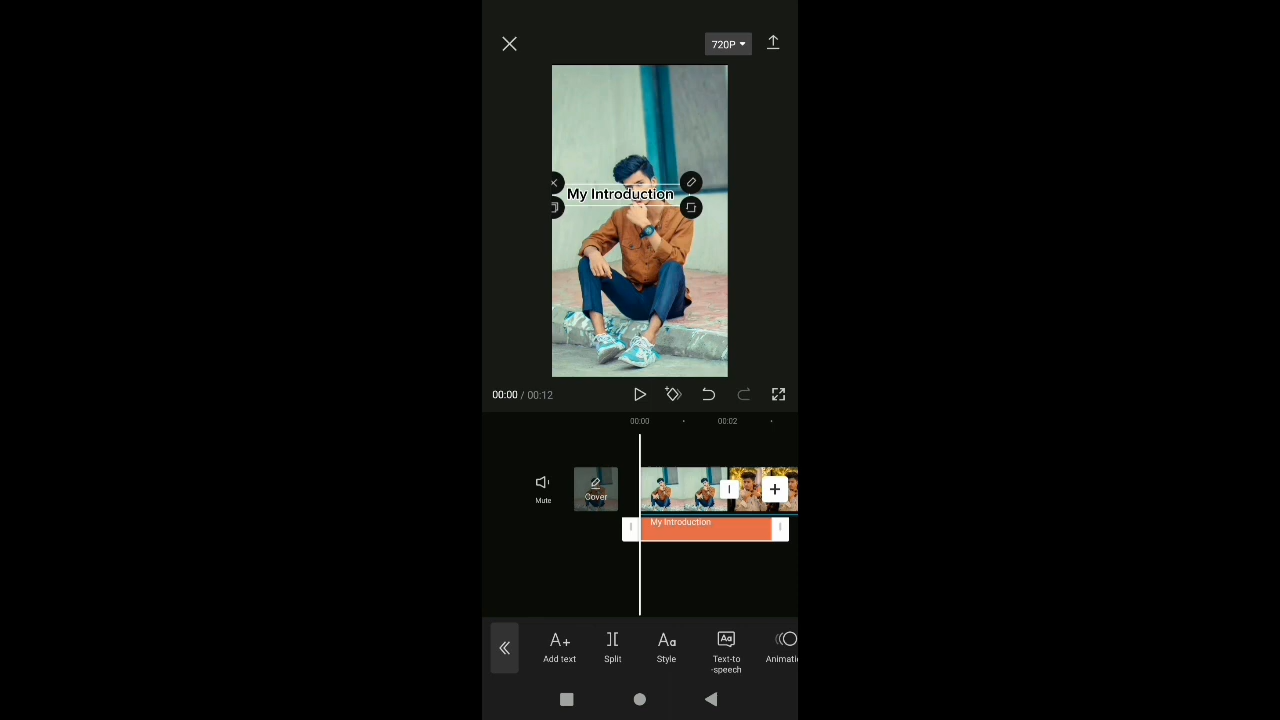 720P
My Introduction
00:00 / 00:12
00:00 00:02
Mute
Cover
My Introduction
Add text
Split
Style
Text-to
-speech
Animati